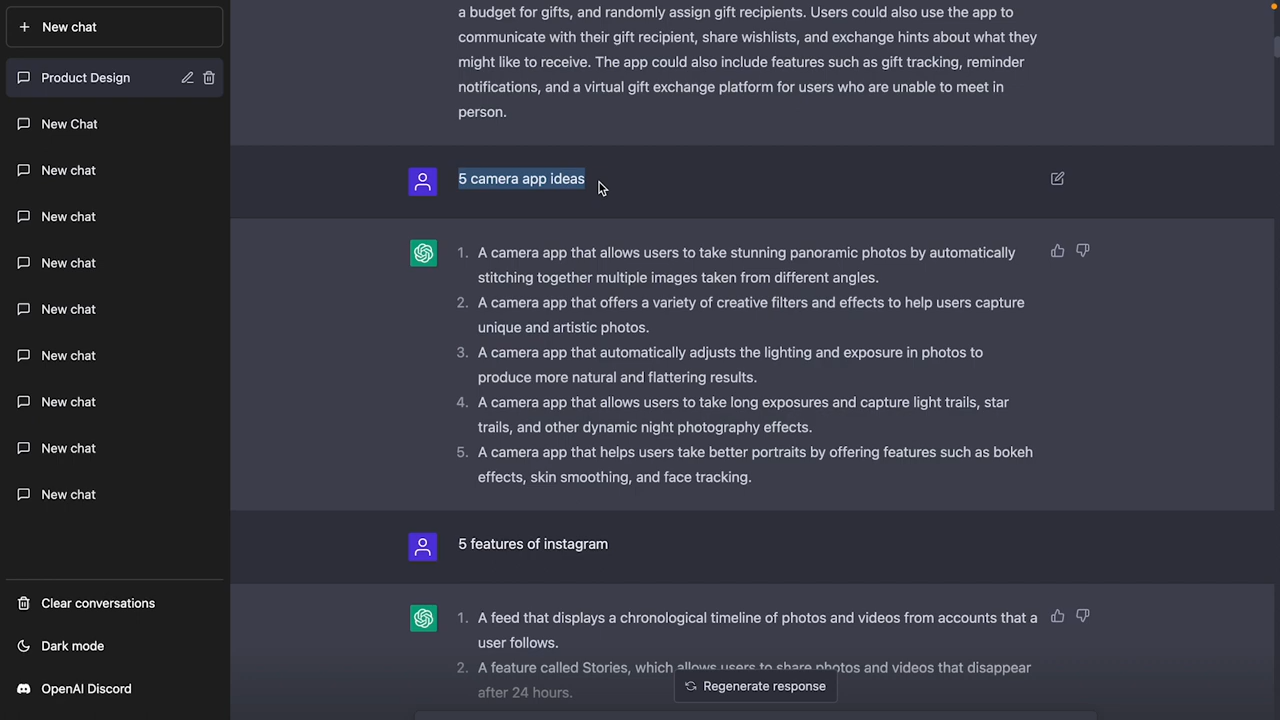 New chat
Product Design
New Chat
New chat
New chat
New chat
New chat
New chat
New chat
New chat
New chat
Clear conversations
Dark mode
OpenAI Discord
a budget for gifts, and randomly assign gift recipients. Users could also use the app to
communicate with their gift recipient, share wishlists, and exchange hints about what they
might like to receive. The app could also include features such as gift tracking, reminder
notifications, and a virtual gift exchange platform for users who are unable to meet in
person.
5 camera app ideas
1. A camera app that allows users to take stunning panoramic photos by automatically
stitching together multiple images taken from different angles.
2. A camera app that offers a variety of creative filters and effects to help users capture
unique and artistic photos.
3. A camera app that automatically adjusts the lighting and exposure in photos to
produce more natural and flattering results.
4. A camera app that allows users to take long exposures and capture light trails, star
trails, and other dynamic night photography effects.
5. A camera app that helps users take better portraits by offering features such as bokeh
effects, skin smoothing, and face tracking.
5 features of instagram
1. A feed that displays a chronological timeline of photos and videos from accounts that a
user follows.
2. A feature called Stories, which allows users to share photos and videos that disappear
after 24 hours.
Regenerate response